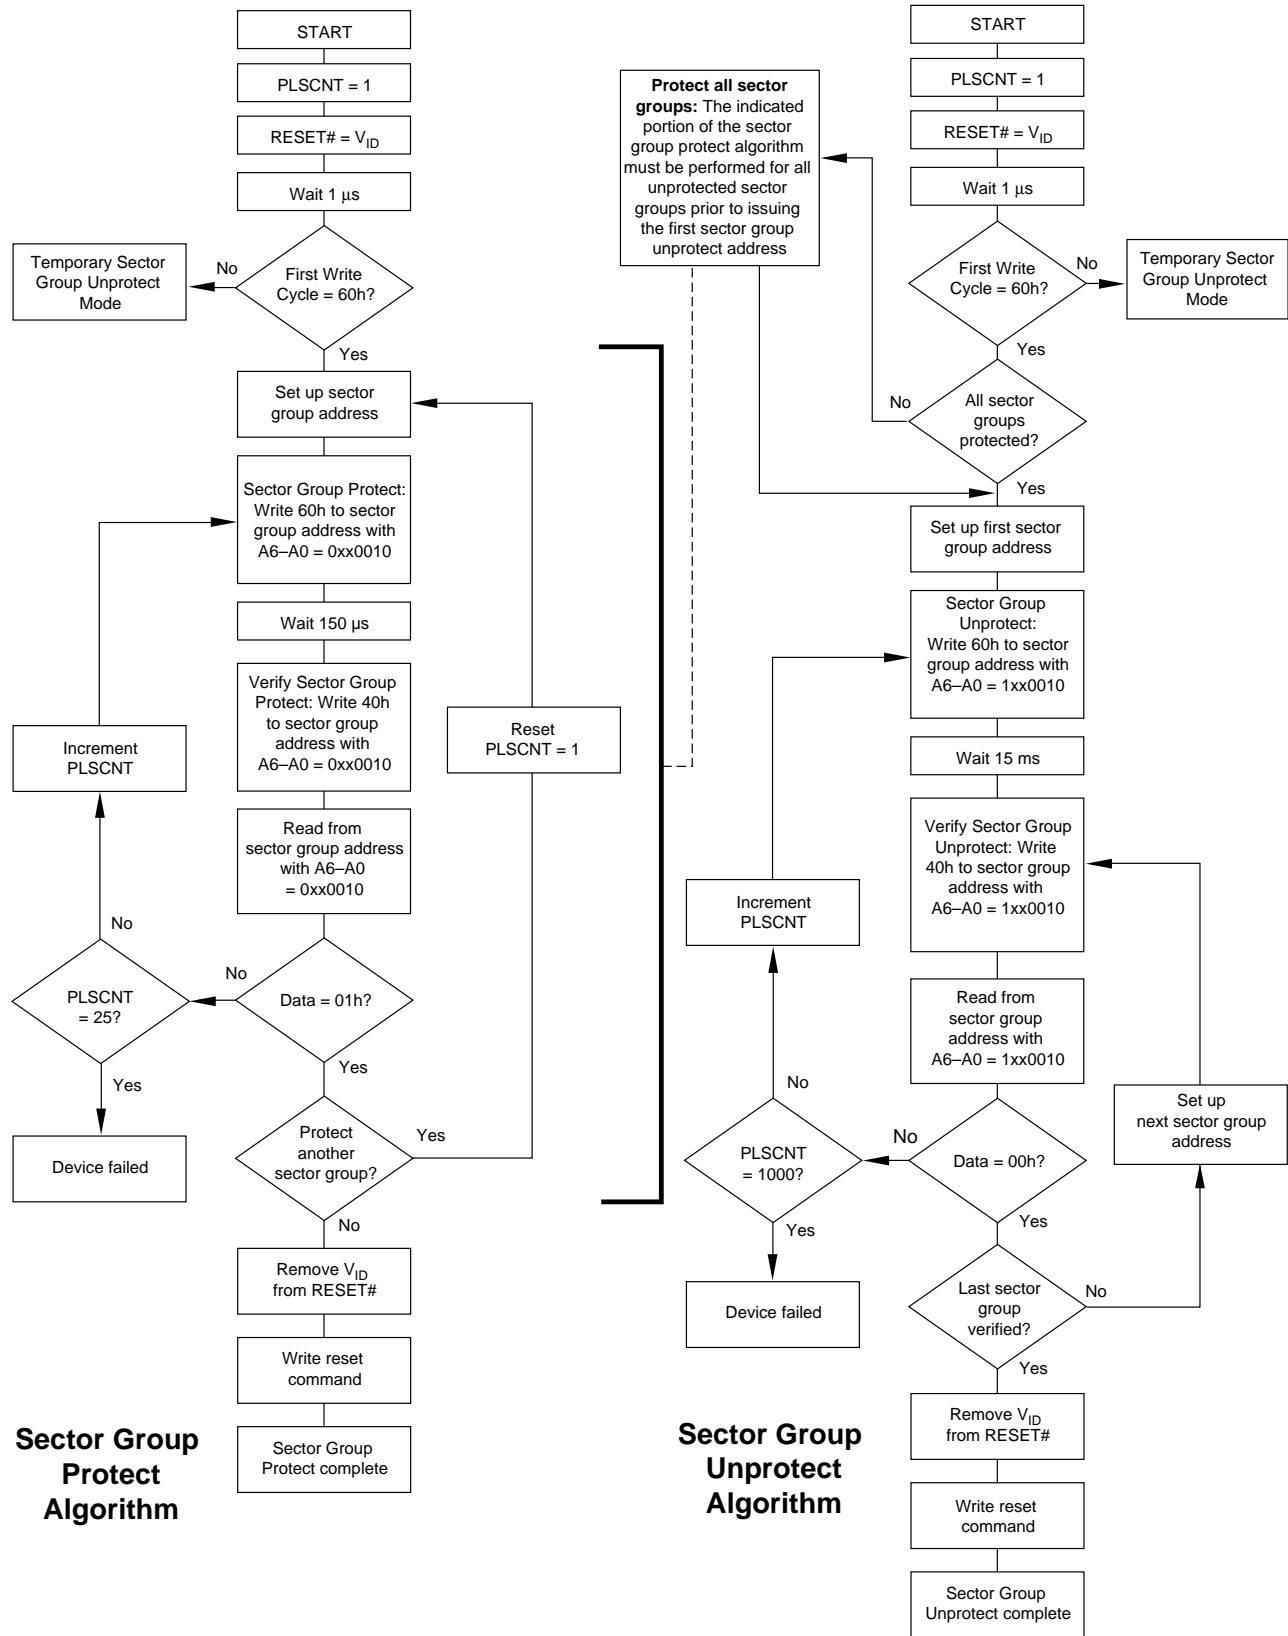 START
PLSCNT = 1
RESET# = VID
Wait 1 μs
First Write
Cycle = 60h?
No
Temporary Sector
Group Unprotect
Mode
Yes
Set up sector
group address
Sector Group Protect:
Write 60h to sector
group address with
A6–A0 = 0xx0010
Wait 150 µs
Verify Sector Group
Protect: Write 40h
to sector group
address with
A6–A0 = 0xx0010
Read from
sector group address
with A6–A0
= 0xx0010
Data = 01h?
No
PLSCNT
= 25?
No
Increment
PLSCNT
Yes
Device failed
Yes
Protect
another
sector group?
Yes
Reset
PLSCNT = 1
No
Remove VID
from RESET#
Write reset
command
Sector Group
Protect complete
Sector Group
Protect
Algorithm
Protect all sector
groups: The indicated
portion of the sector
group protect algorithm
must be performed for all
unprotected sector
groups prior to issuing
the first sector group
unprotect address
START
PLSCNT = 1
RESET# = VID
Wait 1 μs
First Write
Cycle = 60h?
No
Temporary Sector
Group Unprotect
Mode
Yes
All sector
groups
protected?
No
Yes
Set up first sector
group address
Sector Group
Unprotect:
Write 60h to sector
group address with
A6–A0 = 1xx0010
Wait 15 ms
Verify Sector Group
Unprotect: Write
40h to sector group
address with
A6–A0 = 1xx0010
Read from
sector group
address with
A6–A0 = 1xx0010
Data = 00h?
No
PLSCNT
= 1000?
No
Increment
PLSCNT
Yes
Device failed
Yes
Last sector
group
verified?
No
Set up
next sector group
address
Yes
Remove VID
from RESET#
Write reset
command
Sector Group
Unprotect complete
Sector Group
Unprotect
Algorithm